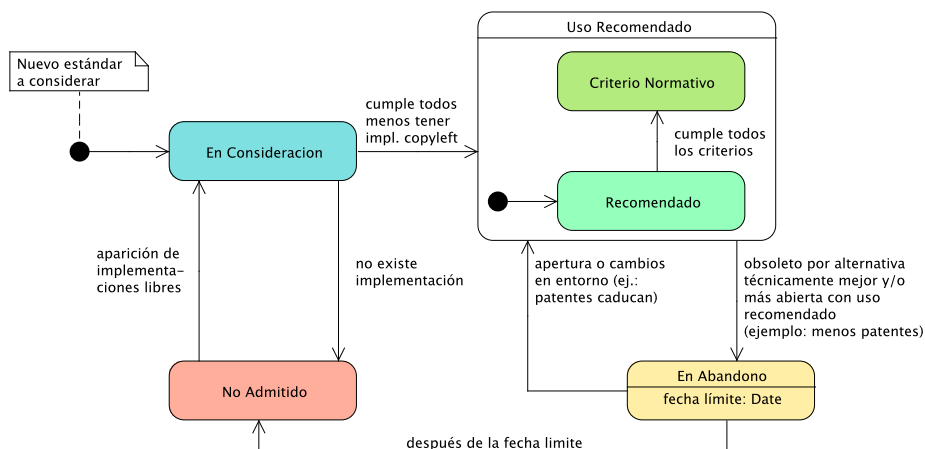 Nuevo estándar
a considerar
En Consideracion
cumple todos
menos tener
impl. copyleft
Uso Recomendado
Criterio Normativo
cumple todos
los criterios
Recomendado
aparición de
implementa-
ciones libres
no existe
implementación
apertura o cambios
en entorno (ej.:
patentes caducan)
obsoleto por alternativa
técnicamente mejor y/o
más abierta con uso
recomendado
(ejemplo: menos patentes)
No Admitido
En Abandono
fecha límite: Date
después de la fecha limite